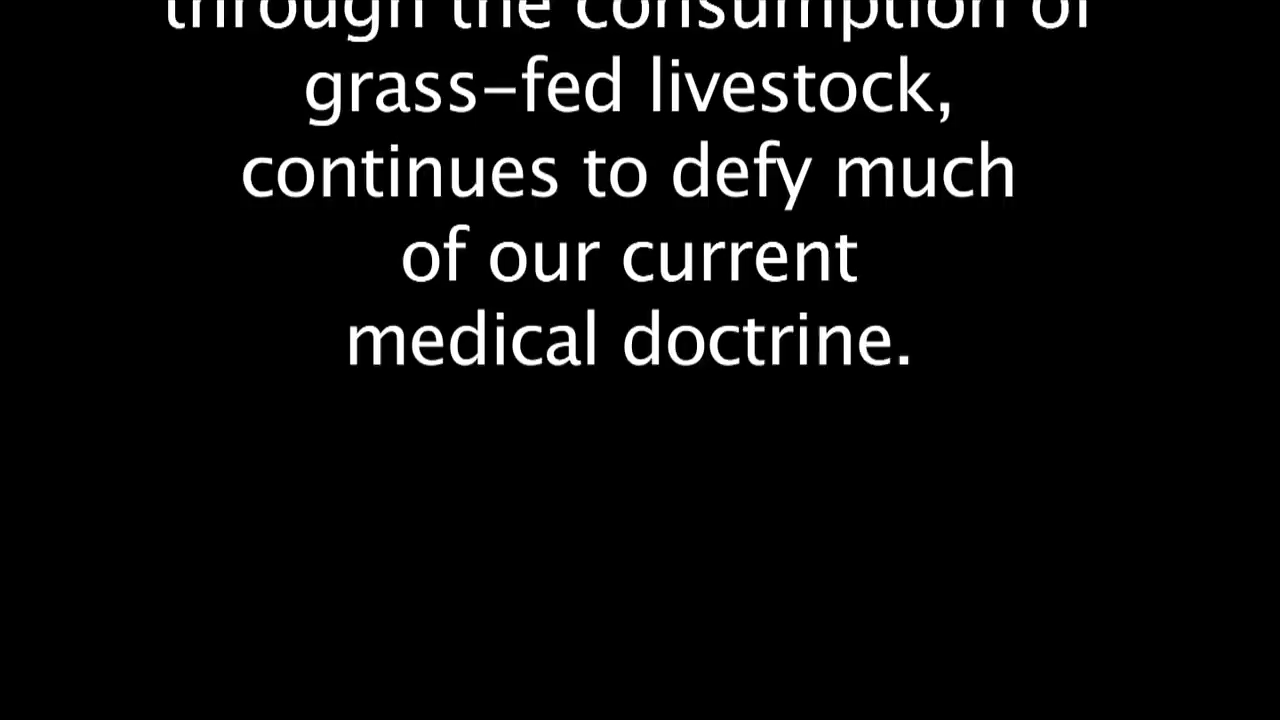 through the consumption of
grass-fed livestock,
continues to defy much
of our current
medical doctrine.